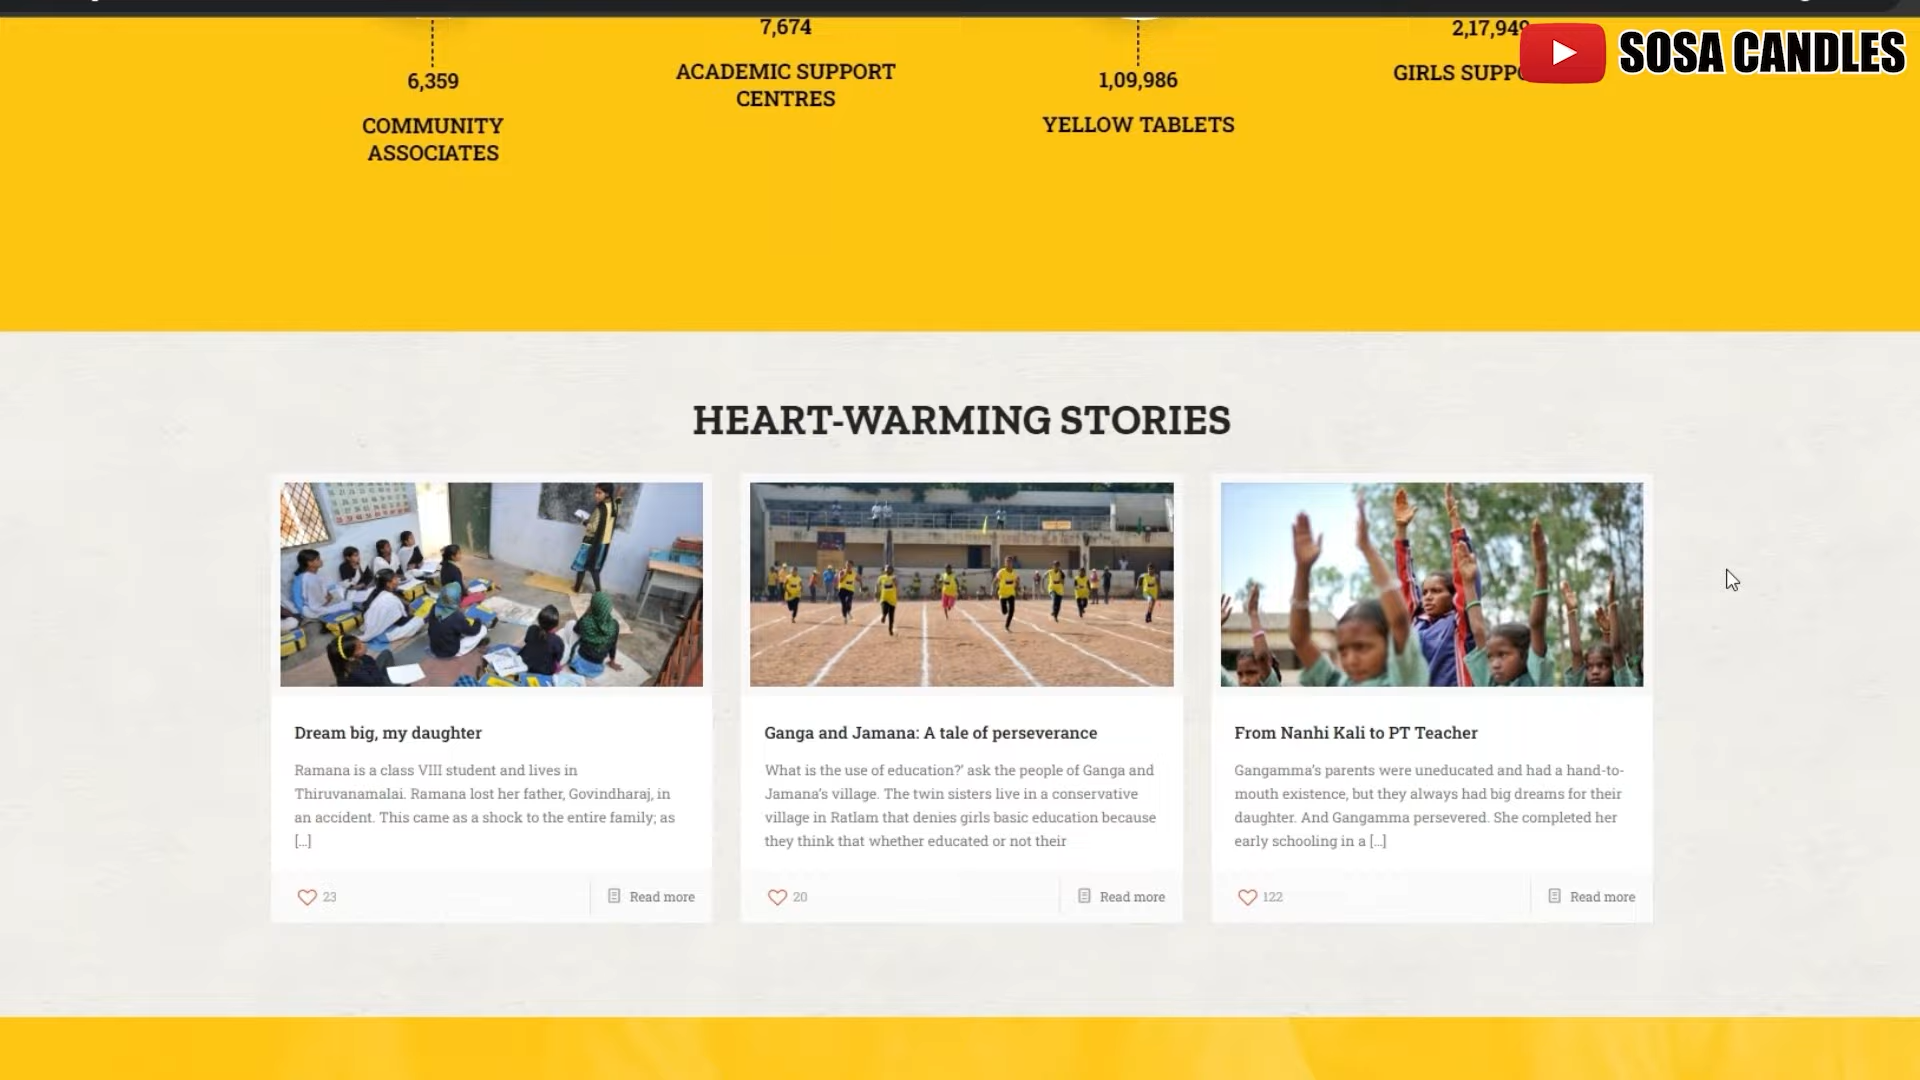 7,674
2,17,949
SOSA CANDLES
6,359
ACADEMIC SUPPORT
CENTRES
1,09,986
GIRLS
COMMUNITY
ASSOCIATES
YELLOW TABLETS
HEART-WARMING STORIES
Dream big, my daughter
Ramana is a class VIII student and lives in
Thiruvanamalai. Ramana lost her father, Govindharaj, in
an accident. This came as a shock to the entire family; as
[...]
23
Read more
Ganga and Jamana: A tale of perseverance
What is the use of education?’ ask the people of Ganga and
Jamana’s village. The twin sisters live in a conservative
village in Ratlam that denies girls basic education because
they think that whether educated or not their
20
Read more
From Nanhi Kali to PT Teacher
Gangamma’s parents were uneducated and had a hand-to-
mouth existence, but they always had big dreams for their
daughter. And Gangamma persevered. She completed her
early schooling in a [...]
122
Read more